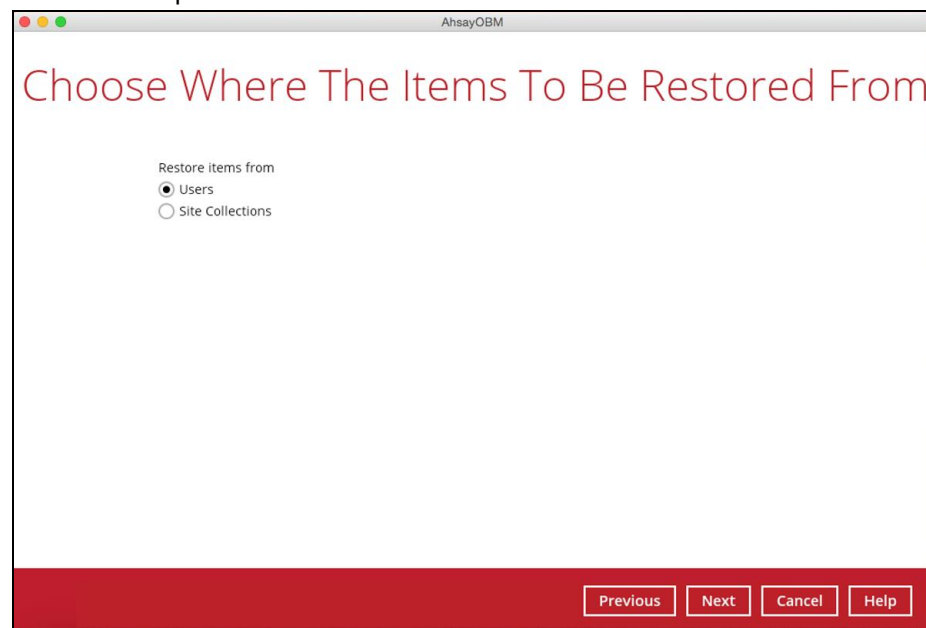 AhsayOBM
Choose Where The Items To Be Restored From
Restore items from
Users
Site Collections
Previous Next Cancel Help